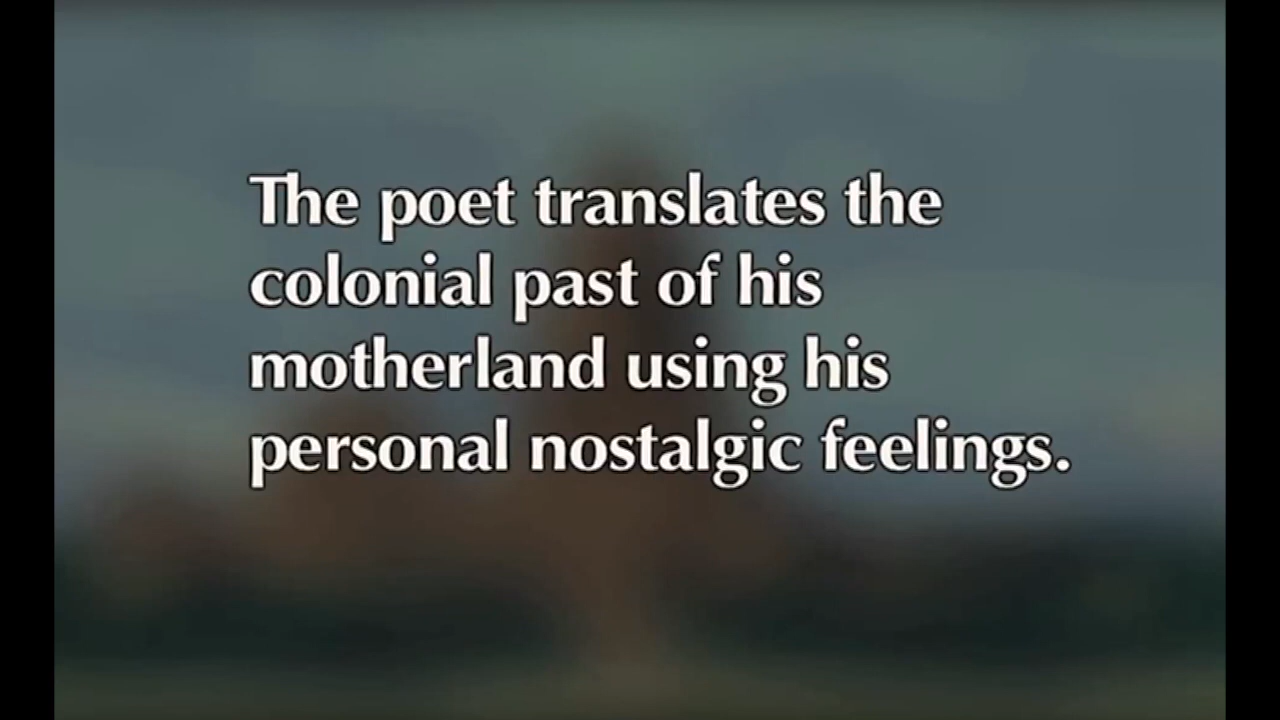 The poet translates the
colonial past of his
motherland using his
personal nostalgic feelings.